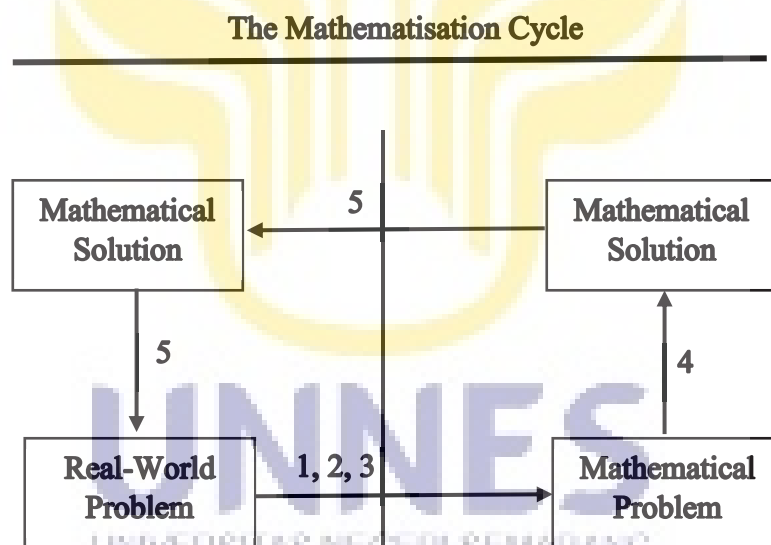 The Mathematisation Cycle
Mathematical
Solution
5
Mathematical
Solution
5
4
UNNES
Real-World
Problem
1, 2, 3
Mathematical
Problem